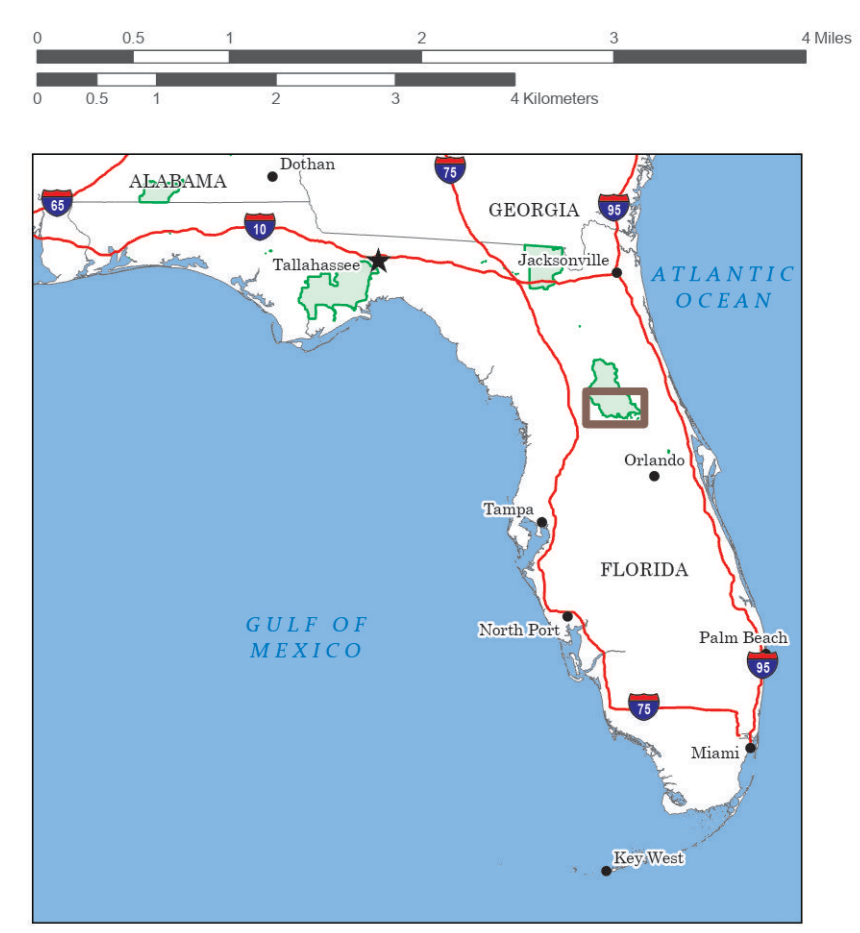 0 0.5 1 2 3 4 Miles
0 0.5 1 2 3 4 Kilometers
Dothan
75
ALABAMA
65
GEORGIA
95
10
Tallahassee
Jacksonville
ATLANTIC
OCEAN
Orlando
Tampa
FLORIDA
GULF OF
MEXICO
North Port
Palm Beach
95
75
Miami
Key West